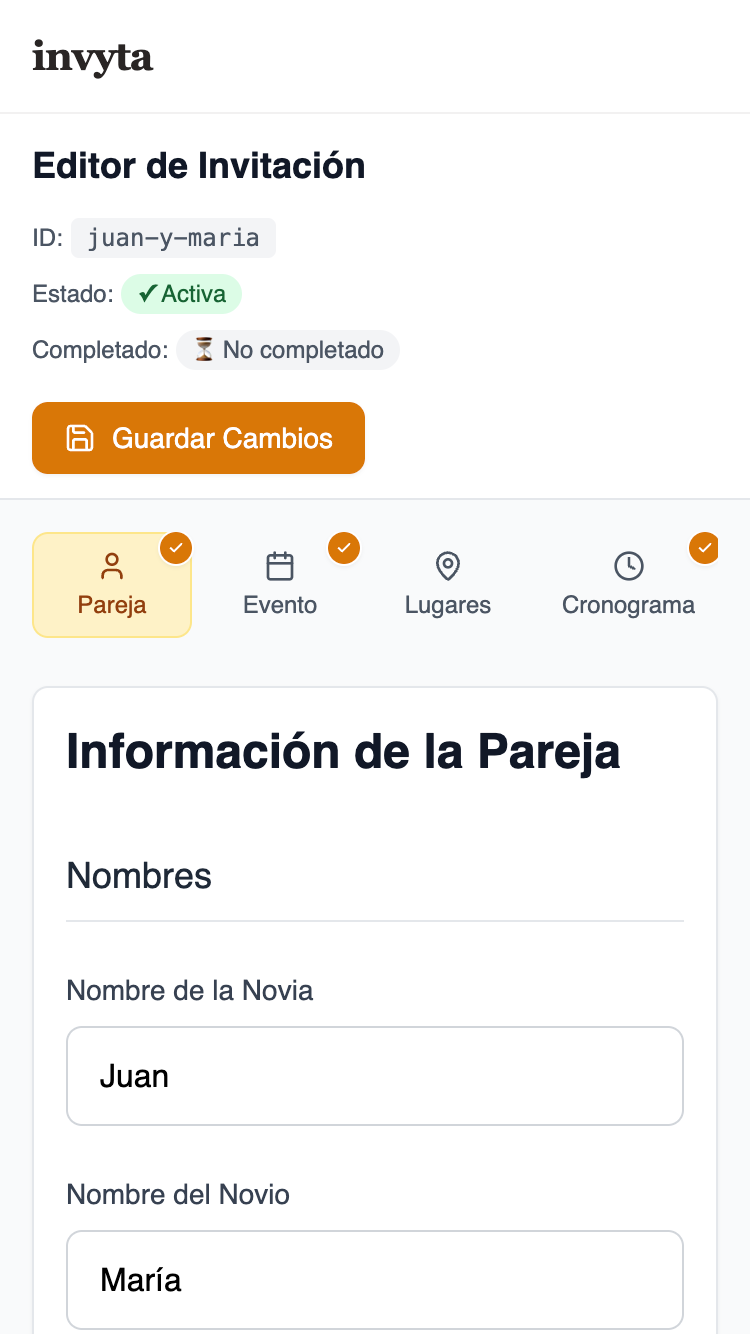 invyta
Editor de Invitación
ID: juan-y-maria
Estado: ✓Activa
Completado: ⏳ No completado
Guardar Cambios
Pareja Evento Lugares Cronograma
Información de la Pareja
Nombres
Nombre de la Novia
Juan
Nombre del Novio
María